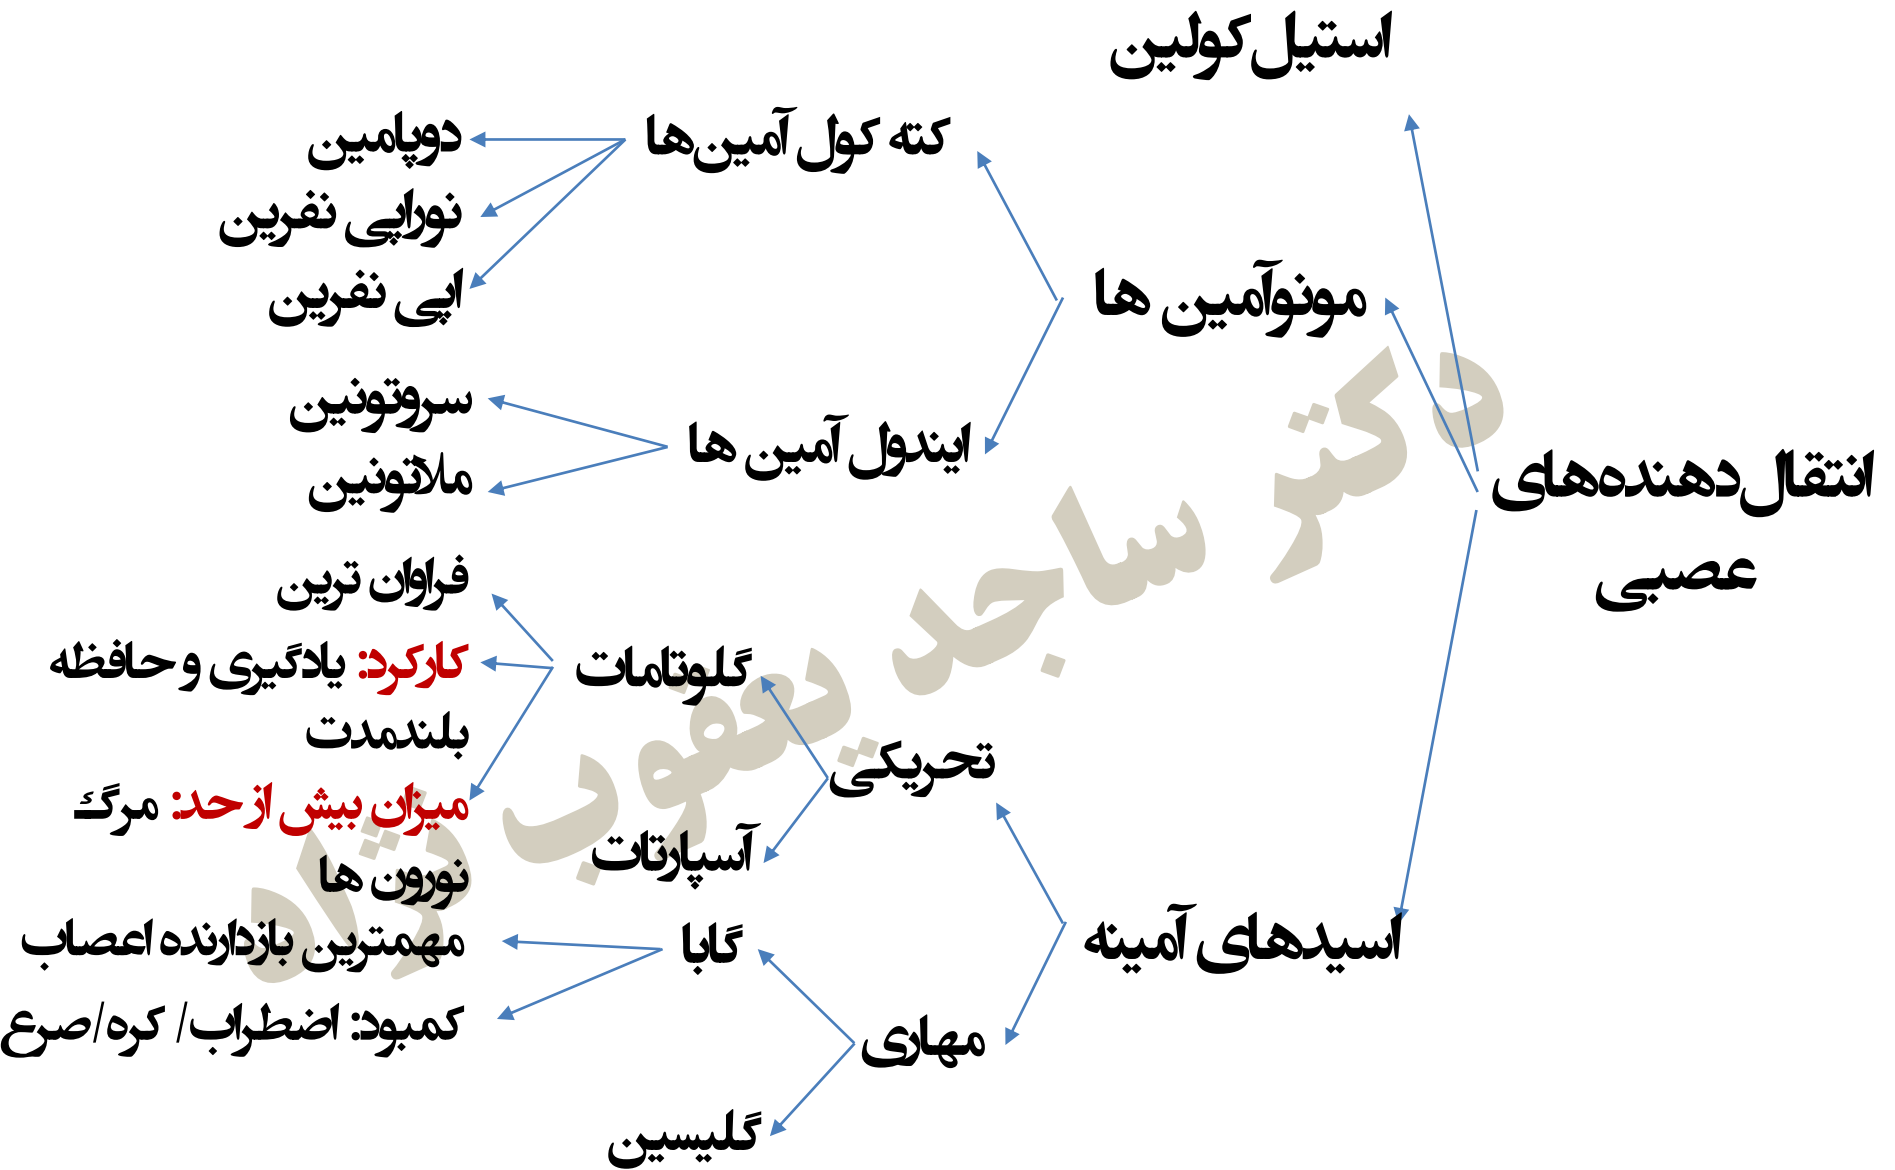 انتقال‌دهنده‌های
عصبی
استیل‌کولین
مونوآمین ها
کته کول آمین‌ها
دوپامین
نوراپی نفرین
اپی نفرین
ایندول آمین ها
سروتونین
ملاتونین
اسیدهای آمینه
تحریکی
گلوتامات
فراوان ترین
کارکرد: یادگیری و حافظه
بلندمدت
میزان بیش از حد: مرگ
نورون ها
آسپارتات
مهاری
گابا
مهمترین بازدارنده اعصاب
کمبود: اضطراب/ کره/صرع
گلیسین
دکتر ساجد یعقوب نژاد